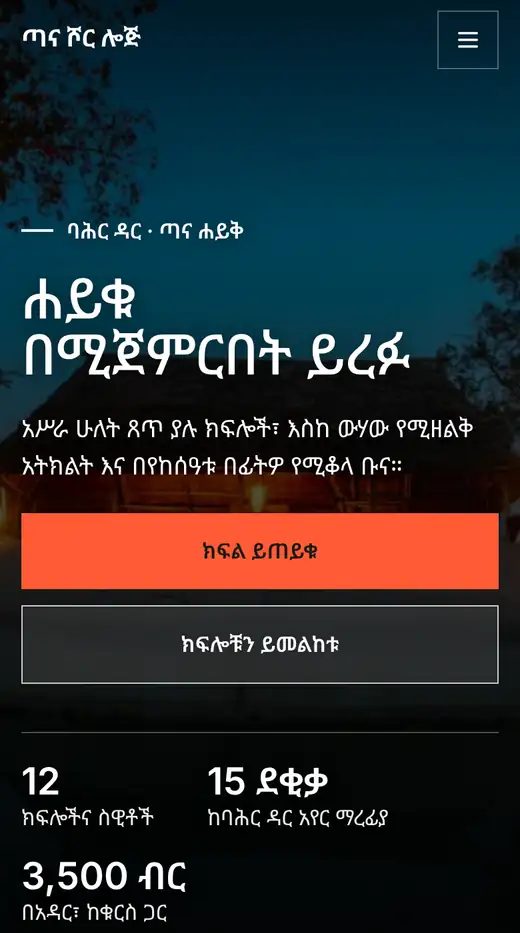 ጣና ሾር ሎጅ
ባሕር ዳር · ጣና ሐይቅ
ሐይቁ
በሚጀምርበት ይረፉ
አሥራ ሁለት ጸጥ ያሉ ክፍሎች፣ እስከ ውሃው የሚዘልቅ
አትክልት እና በየከሰዓቱ በፊትዎ የሚቆላ ቡና።
ክፍል ይጠይቁ
ክፍሎቹን ይመልከቱ
12
ክፍሎችና ስዊቶች
15 ደቂቃ
ከባሕር ዳር አየር ማረፊያ
3,500 ብር
በአዳር፣ ከቁርስ ጋር